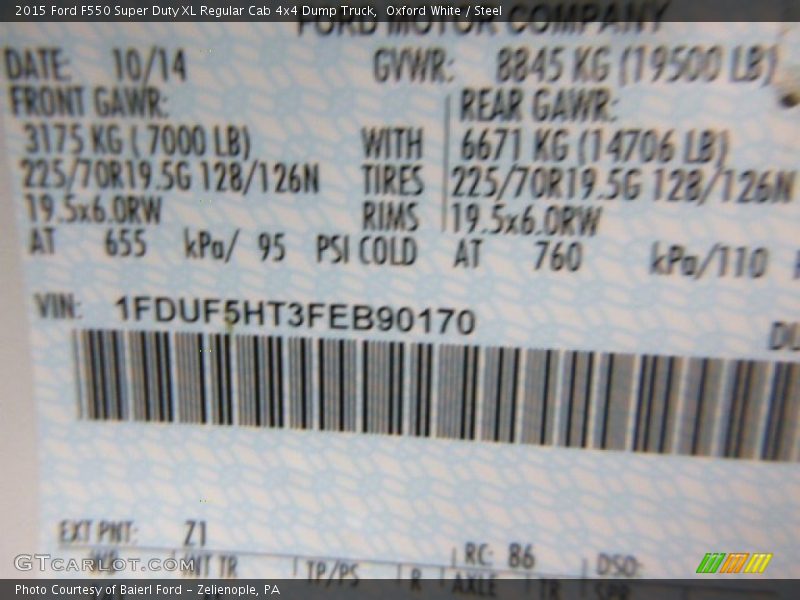 2015 Ford F550 Super Duty XL Regular Cab 4x4 Dump Truck, Oxford White / Steel
FORD MOTOR COMPANY
DATE: 10/14 GVWR: 8845 KG (19500 LB)
FRONT GAWR: REAR GAWR:
3175 KG ( 7000 LB) WITH 6671 KG (14706 LB)
225/70R19.5G 128/126N TIRES 225/70R19.5G 128/126N
19.5x6.0RW RIMS 19.5x6.0RW
AT 655 kPa/ 95 PSI COLD AT 760 kPa/110
VIN: 1FDUF5HT3FEB90170
EXT PNT: Z1
RC: 86 DSO:
WB INT TR TP/PS R AXLE TR SPR
GTcarlot.com
Photo Courtesy of Baierl Ford - Zelienople, PA